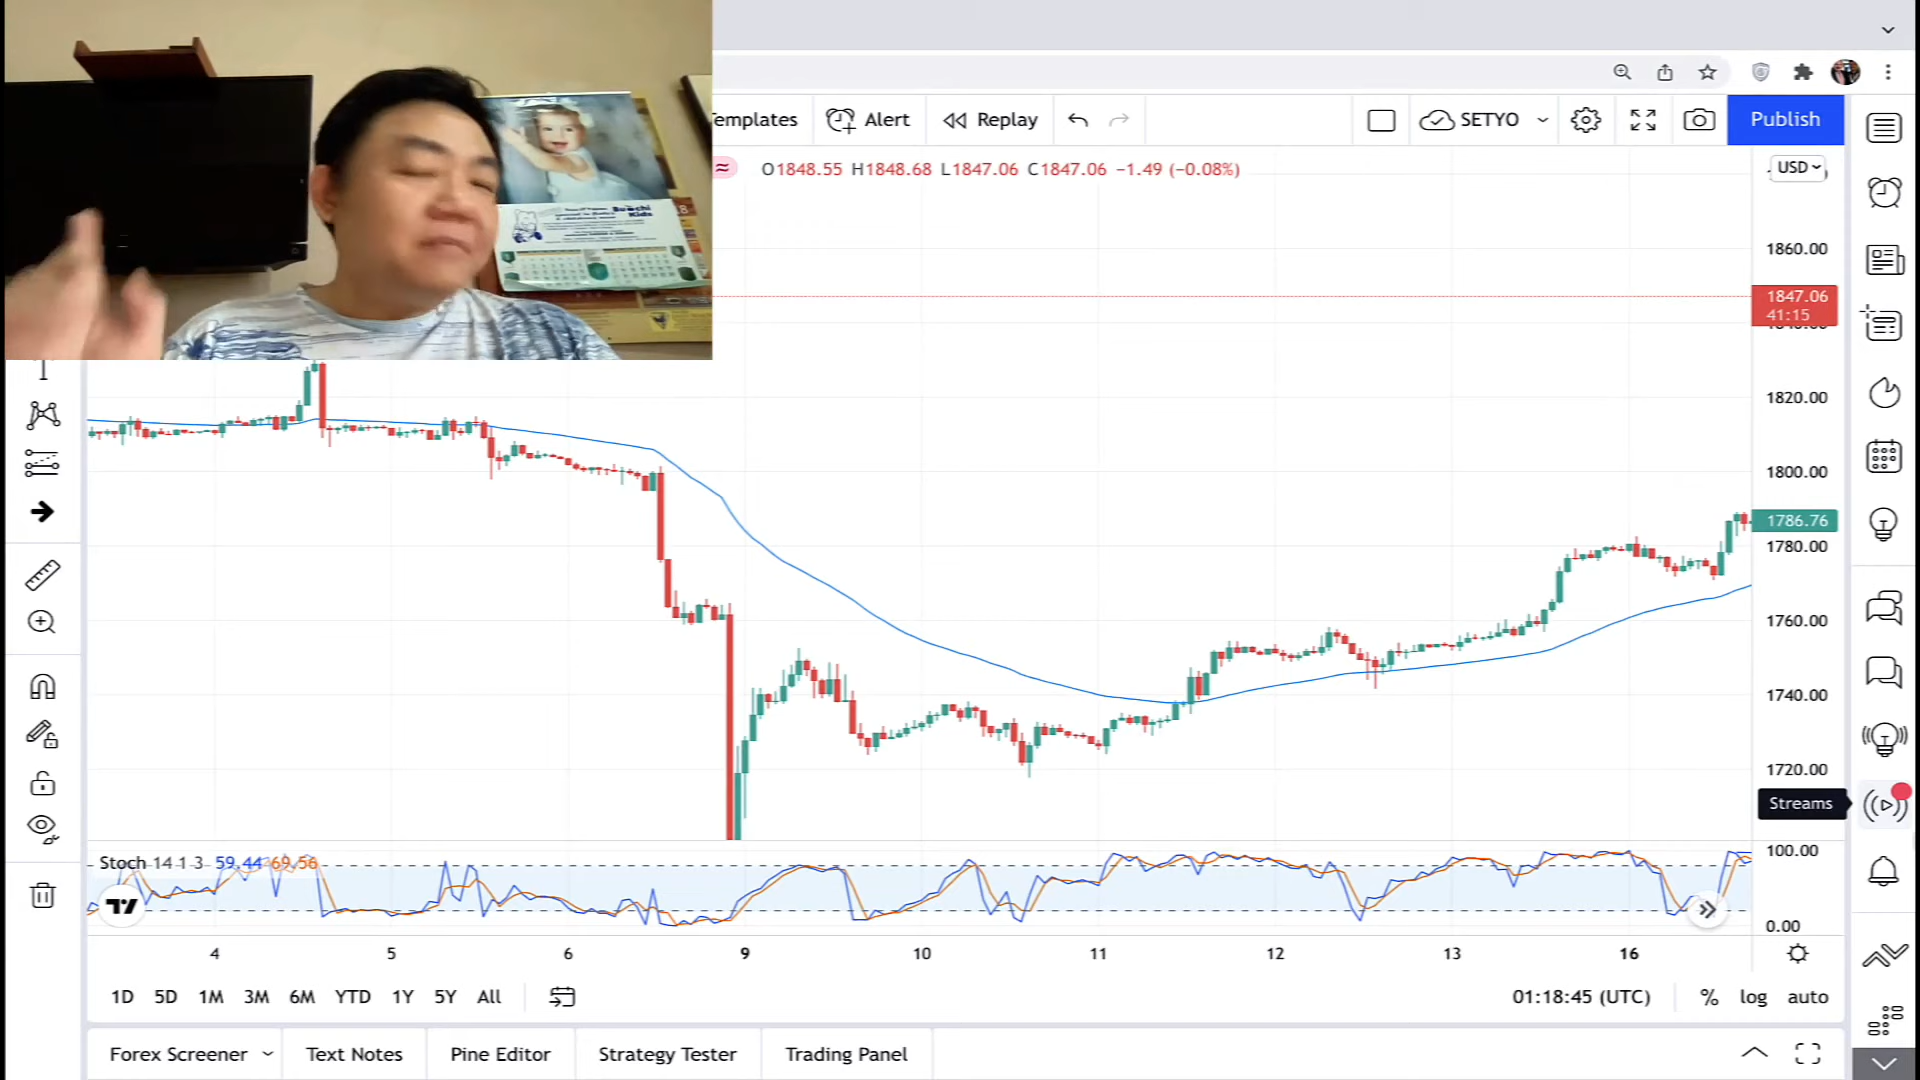 emplates
Alert
Replay
SETYO
Publish
O1848.55 H1848.68 L1847.06 C1847.06 −1.49 (−0.08%)
USD
1860.00
1847.06
41:15
1820.00
1800.00
1786.76
1780.00
1760.00
1740.00
1720.00
Streams
Stoch 14 1 3 59.44 69.56
100.00
0.00
4 5 6 9 10 11 12 13 16
1D 5D 1M 3M 6M YTD 1Y 5Y All
01:18:45 (UTC)
% log auto
Forex Screener
Text Notes
Pine Editor
Strategy Tester
Trading Panel